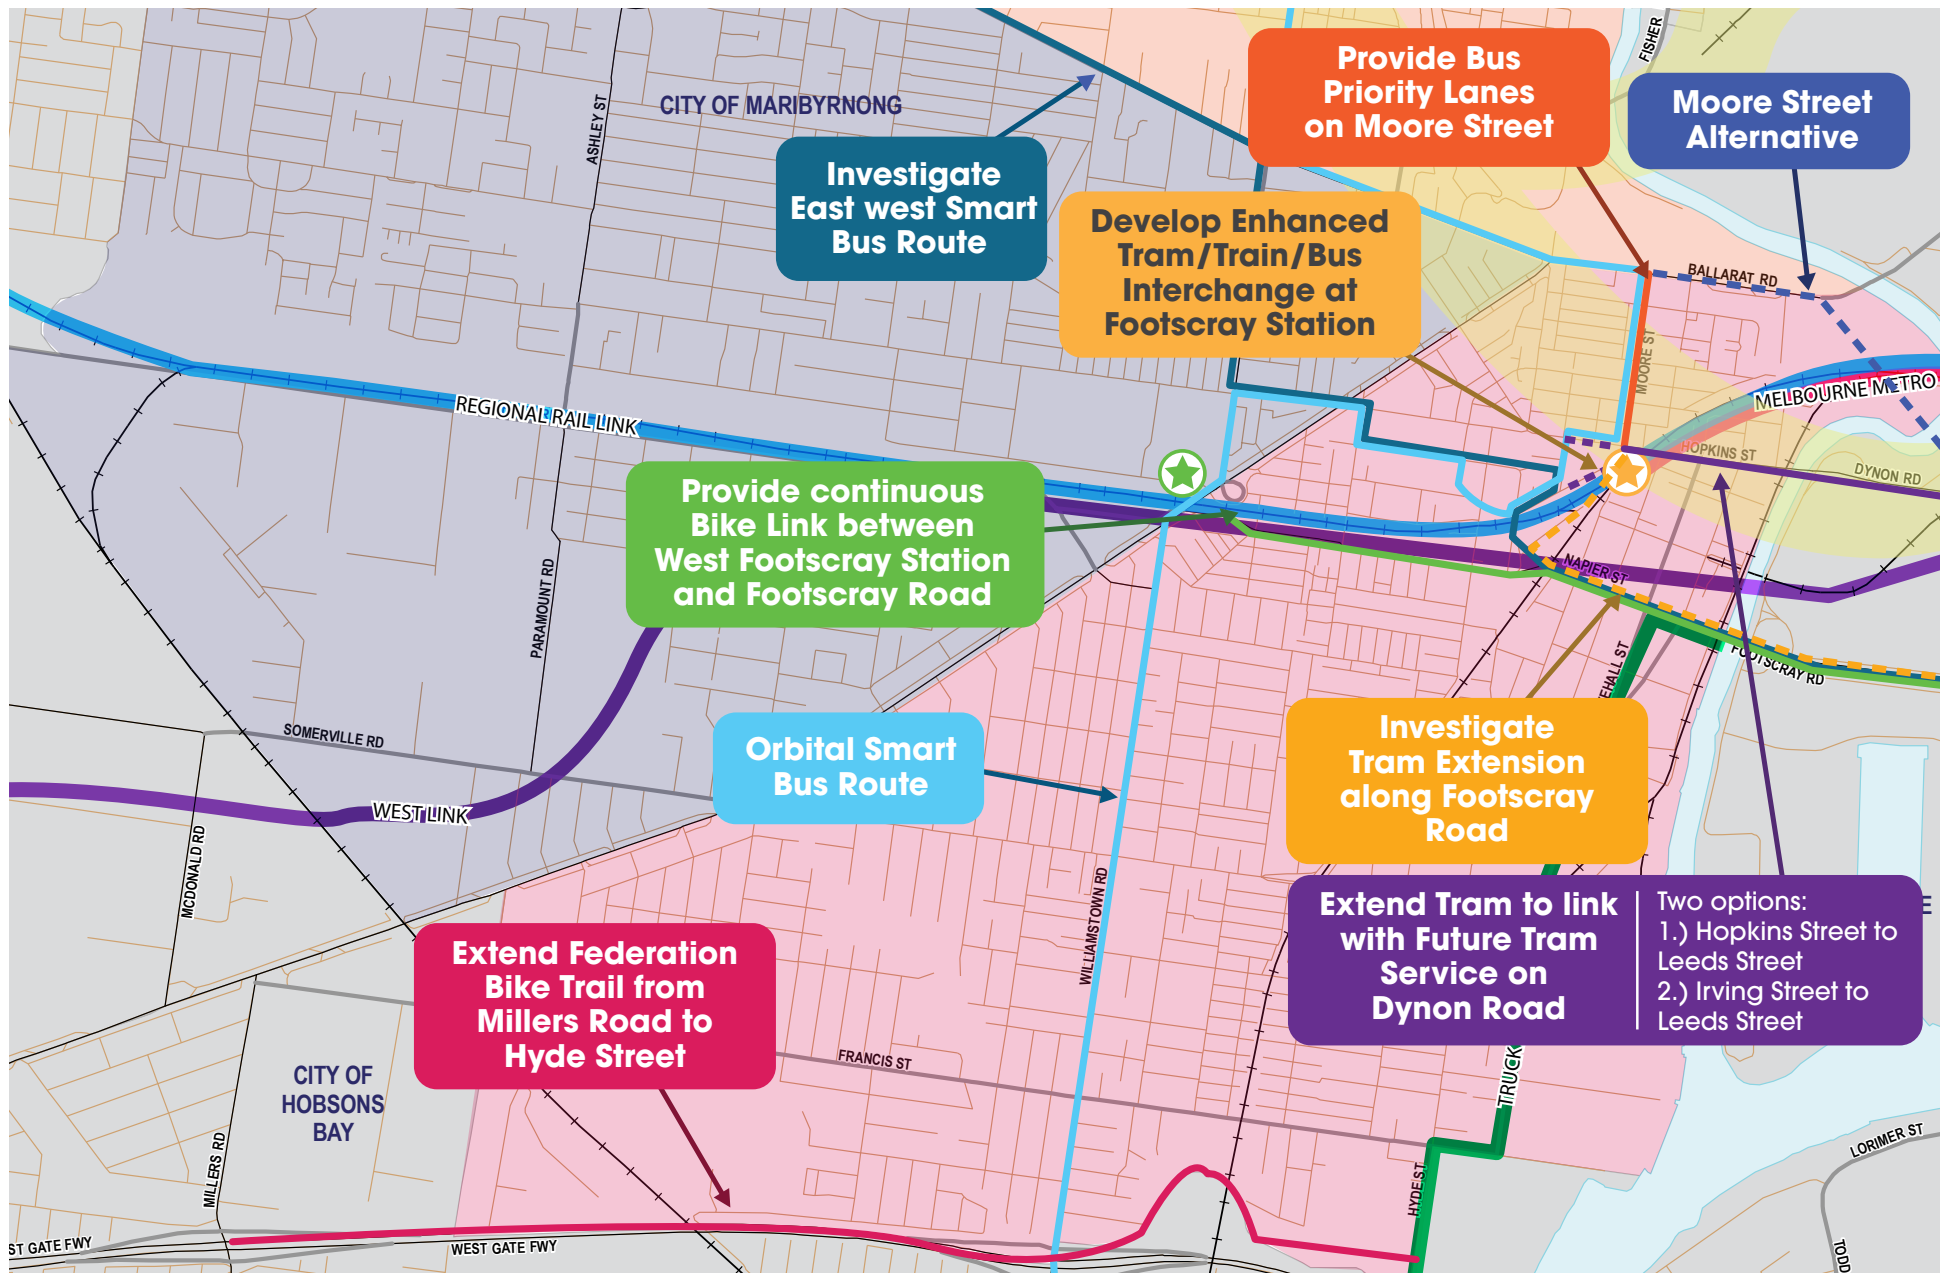 FISHER
CITY OF MARIBYRNONG
ASHLEY ST
Provide Bus
Priority Lanes
on Moore Street
Moore Street
Alternative
Investigate
East west Smart
Bus Route
Develop Enhanced
Tram/Train/Bus
Interchange at
Footscray Station
BALLARAT RD
MOORE ST
MELBOURNE METRO
REGIONAL RAIL LINK
HOPKINS ST
DYNON RD
Provide continuous
Bike Link between
West Footscray Station
and Footscray Road
PARAMOUNT RD
NAPIER ST
EHALL ST
FOOTSCRAY RD
SOMERVILLE RD
Orbital Smart
Bus Route
Investigate
Tram Extension
along Footscray
Road
WEST LINK
MCDONALD RD
WILLIAMSTOWN RD
Extend Tram to link
with Future Tram
Service on
Dynon Road
Two options:
1.) Hopkins Street to
Leeds Street
2.) Irving Street to
Leeds Street
E
Extend Federation
Bike Trail from
Millers Road to
Hyde Street
FRANCIS ST
TRUCK
CITY OF
HOBSONS
BAY
MILLERS RD
HYDE ST
LORIMER ST
TODD
ST GATE FWY
WEST GATE FWY